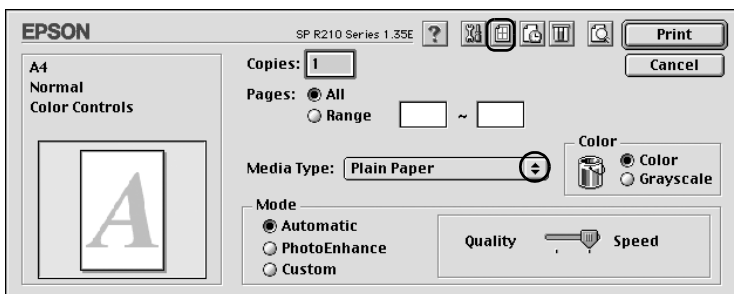 EPSON
SP R210 Series 1.35E
?
Print
Cancel
A4
Normal
Color Controls
A
Copies: 1
Pages: All
Range ~
Media Type: Plain Paper
Color
Color
Grayscale
Mode
Automatic
PhotoEnhance
Custom
Quality Speed